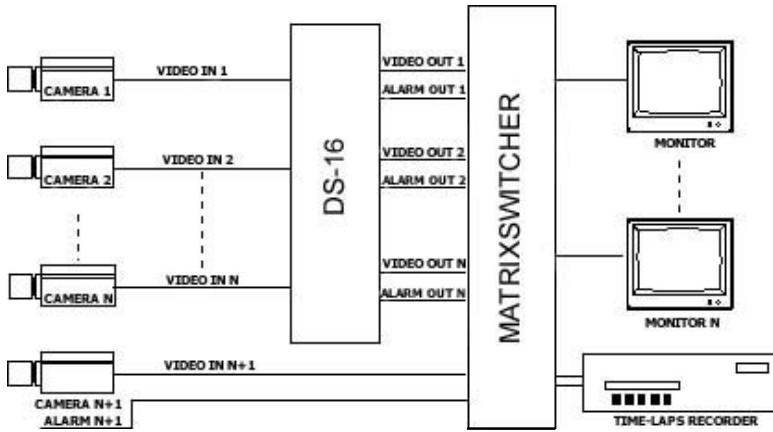 VIDEO IN 1
CAMERA 1
VIDEO IN 2
CAMERA 2
VIDEO IN N
CAMERA N
VIDEO IN N+1
CAMERA N+1
ALARM N+1
DS-16
VIDEO OUT 1
ALARM OUT 1
VIDEO OUT 2
ALARM OUT 2
VIDEO OUT N
ALARM OUT N
MATRIXSWITCHER
MONITOR
MONITOR N
TIME-LAPS RECORDER